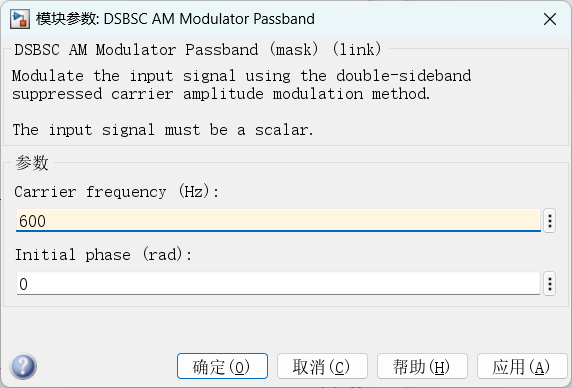 模块参数: DSBSC AM Modulator Passband
DSBSC AM Modulator Passband (mask) (link)
Modulate the input signal using the double-sideband
suppressed carrier amplitude modulation method.
The input signal must be a scalar.
参数
Carrier frequency (Hz):
600
Initial phase (rad):
0
确定(O) 取消(C) 帮助(H) 应用(A)